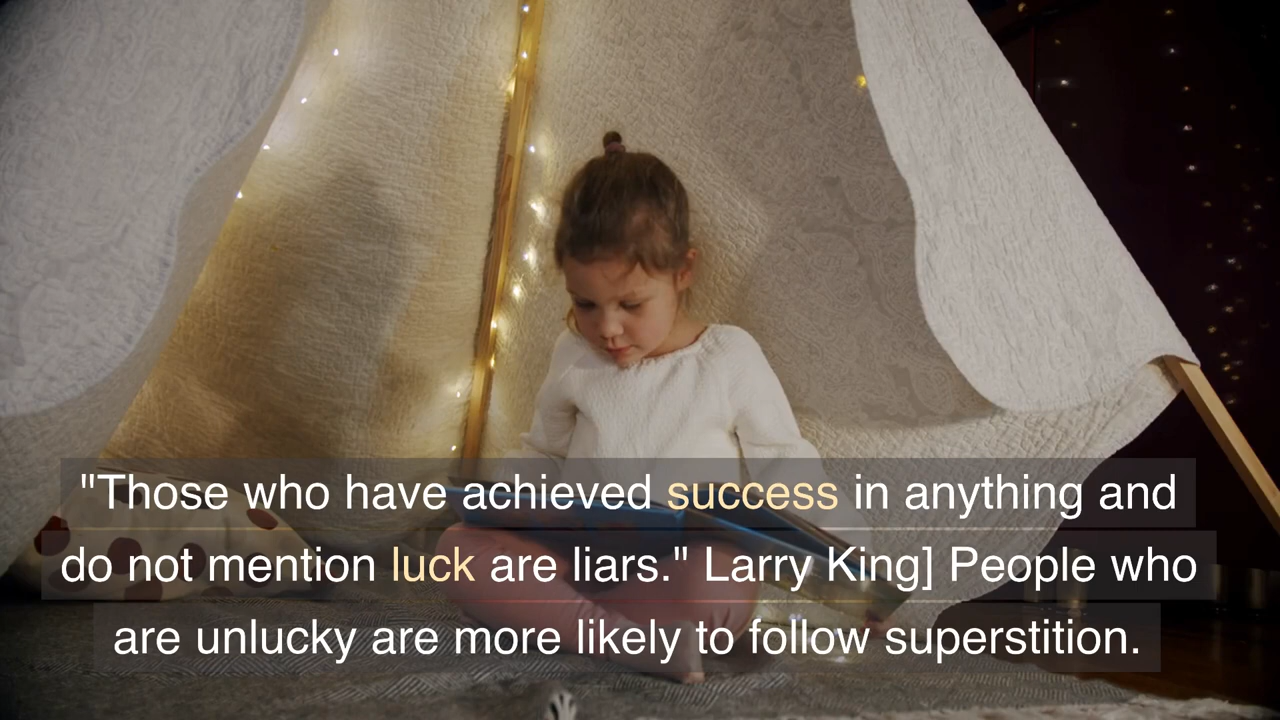 "Those who have achieved success in anything and
do not mention luck are liars." Larry King] People who
are unlucky are more likely to follow superstition.